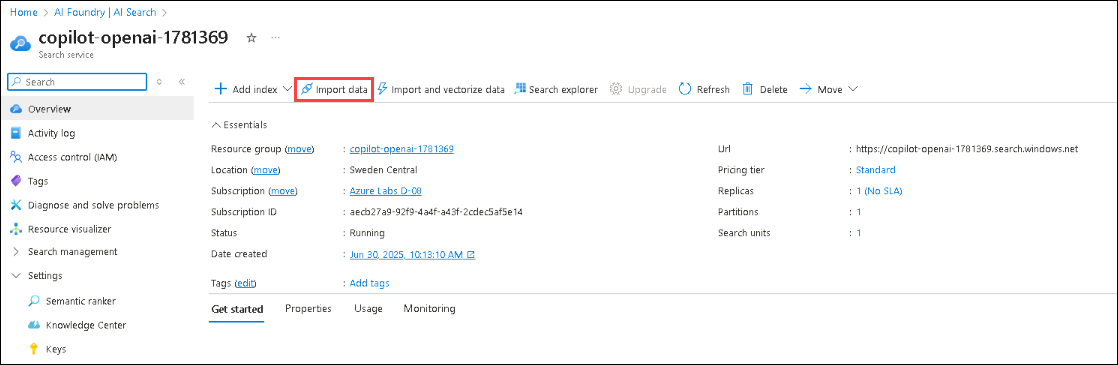 Home > AI Foundry | AI Search >
copilot-openai-1781369
Search service
Search
Add index Import data Import and vectorize data Search explorer Upgrade Refresh Delete Move
Overview
Activity log
Access control (IAM)
Tags
Diagnose and solve problems
Resource visualizer
Search management
Settings
Semantic ranker
Knowledge Center
Keys
Essentials
Resource group (move) : copilot-openai-1781369
Location (move) : Sweden Central
Subscription (move) : Azure Labs D-08
Subscription ID : aecb27a9-92f9-4a4f-a43f-2cdec5af5e14
Status : Running
Date created : Jun 30, 2025, 10:13:10 AM
Tags (edit) : Add tags
Url : https://copilot-openai-1781369.search.windows.net
Pricing tier : Standard
Replicas : 1 (No SLA)
Partitions : 1
Search units : 1
Get started Properties Usage Monitoring